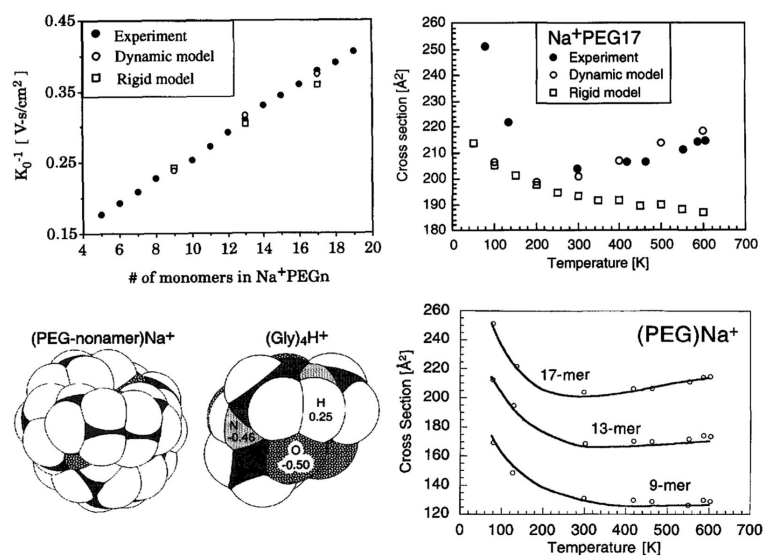 Experiment
Dynamic model
Rigid model
K₀⁻¹ [V-s/cm²]
0.45
0.35
0.25
0.15
4 6 8 10 12 14 16 18 20
# of monomers in Na⁺PEGn
Na⁺PEG17
Experiment
Dynamic model
Rigid model
Cross section [Å²]
260
250
240
230
220
210
200
190
180
0 100 200 300 400 500 600 700
Temperature [K]
(PEG-nonamer)Na⁺
(Gly)₄H⁺
H
0.25
N
-0.46
O
-0.50
(PEG)Na⁺
Cross Section [Å²]
260
240
220
200
180
160
140
120
17-mer
13-mer
9-mer
0 100 200 300 400 500 600 700
Temperature [K]